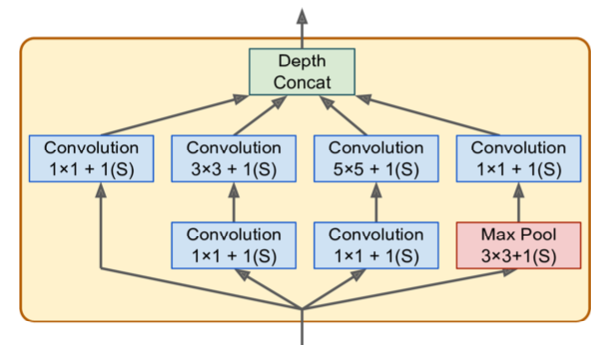 Depth
Concat
Convolution
1×1 + 1(S)
Convolution
3×3 + 1(S)
Convolution
5×5 + 1(S)
Convolution
1×1 + 1(S)
Convolution
1×1 + 1(S)
Convolution
1×1 + 1(S)
Max Pool
3×3+1(S)